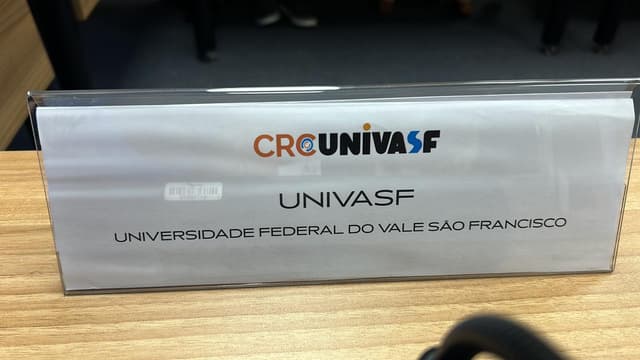 CRCUNIVASF
UNIVASF
UNIVERSIDADE FEDERAL DO VALE SÃO FRANCISCO